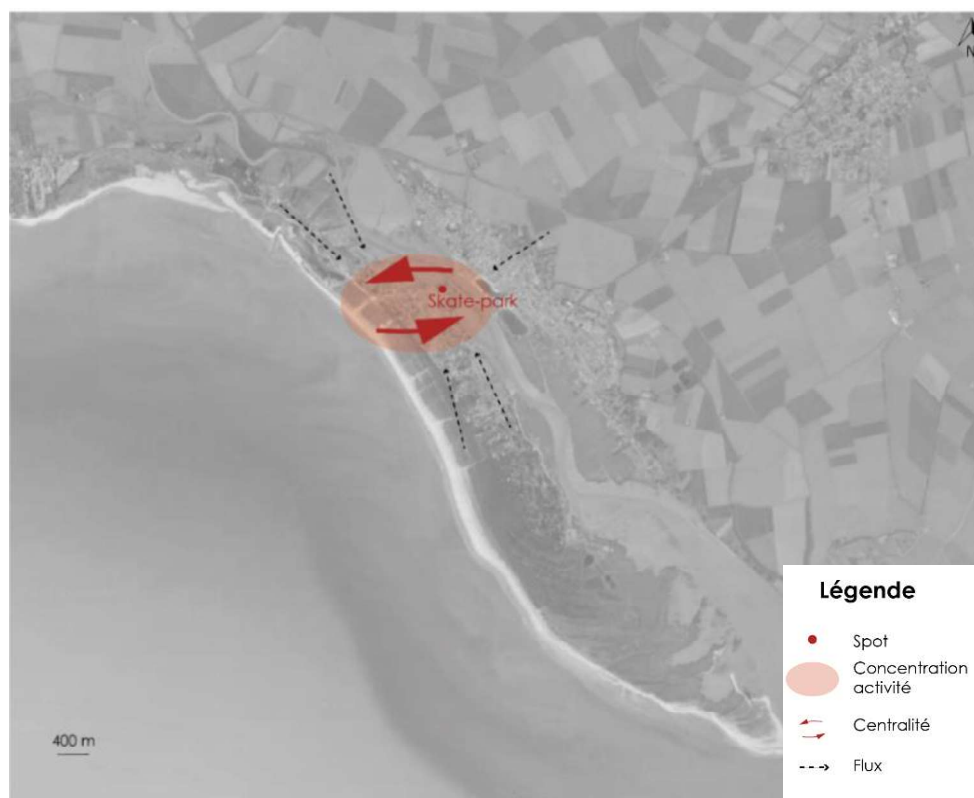 N
Skate-park
400 m
Légende
Spot
Concentration
activité
Centralité
Flux